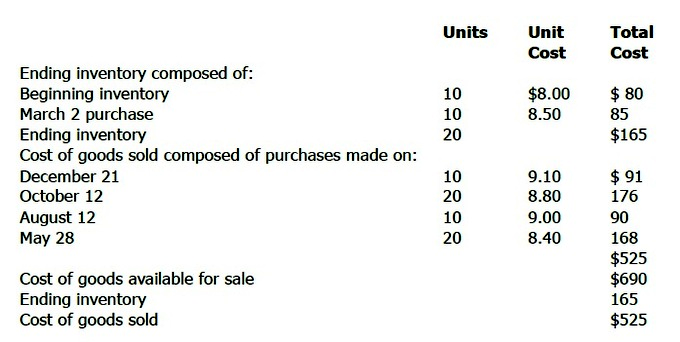 Units Unit Total
Cost Cost
Ending inventory composed of:
Beginning inventory 10 $8.00 $ 80
March 2 purchase 10 8.50 85
Ending inventory 20 $165
Cost of goods sold composed of purchases made on:
December 21 10 9.10 $ 91
October 12 20 8.80 176
August 12 10 9.00 90
May 28 20 8.40 168
$525
Cost of goods available for sale $690
Ending inventory 165
Cost of goods sold $525